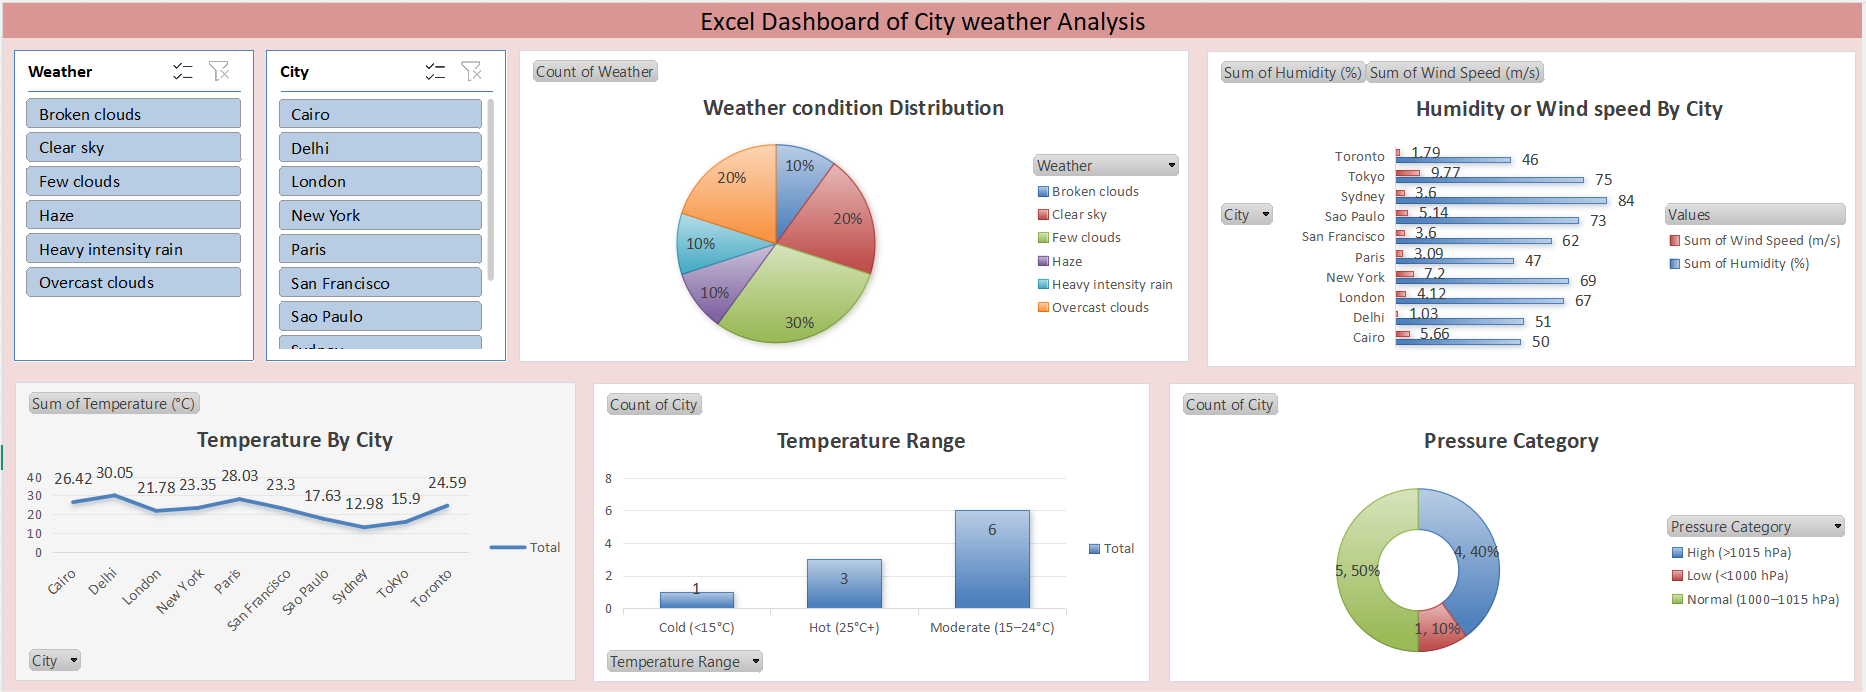 Excel Dashboard of City weather Analysis
Weather
Broken clouds
Clear sky
Few clouds
Haze
Heavy intensity rain
Overcast clouds
City
Cairo
Delhi
London
New York
Paris
San Francisco
Sao Paulo
Sydney
Count of Weather
Weather condition Distribution
10%
20%
30%
10%
10%
20%
Weather
Broken clouds
Clear sky
Few clouds
Haze
Heavy intensity rain
Overcast clouds
Sum of Humidity (%) Sum of Wind Speed (m/s)
Humidity or Wind speed By City
City
Toronto 1.79 46
Tokyo 9.77 75
Sydney 3.6 84
Sao Paulo 5.14 73
San Francisco 3.6 62
Paris 3.09 47
New York 7.2 69
London 4.12 67
Delhi 1.03 51
Cairo 5.66 50
Values
Sum of Wind Speed (m/s)
Sum of Humidity (%)
Sum of Temperature (°C)
Temperature By City
40
30
20
10
0
26.42 30.05 21.78 23.35 28.03 23.3 17.63 12.98 15.9 24.59
Cairo Delhi London New York Paris San Francisco Sao Paulo Sydney Tokyo Toronto
Total
City
Count of City
Temperature Range
8
6
4
2
0
1 3 6
Cold (<15°C) Hot (25°C+) Moderate (15–24°C)
Total
Temperature Range
Count of City
Pressure Category
4, 40%
5, 50%
1, 10%
Pressure Category
High (>1015 hPa)
Low (<1000 hPa)
Normal (1000–1015 hPa)